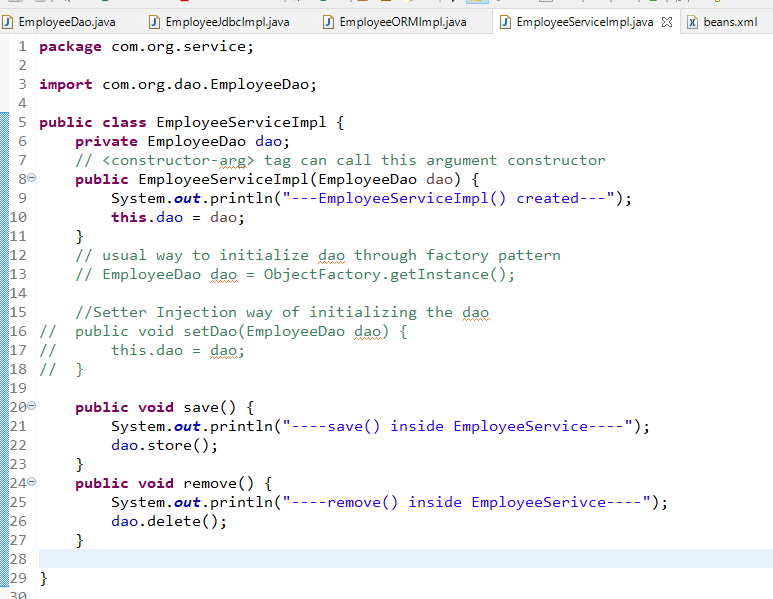 EmployeeDao.java EmployeeJdbcImpl.java EmployeeORMImpl.java EmployeeServiceImpl.java beans.xml
1 package com.org.service;
2
3 import com.org.dao.EmployeeDao;
4
5 public class EmployeeServiceImpl {
6 private EmployeeDao dao;
7 // <constructor-arg> tag can call this argument constructor
8 public EmployeeServiceImpl(EmployeeDao dao) {
9 System.out.println("---EmployeeServiceImpl() created---");
10 this.dao = dao;
11 }
12 // usual way to initialize dao through factory pattern
13 // EmployeeDao dao = ObjectFactory.getInstance();
14
15 //Setter Injection way of initializing the dao
16 // public void setDao(EmployeeDao dao) {
17 // this.dao = dao;
18 // }
19
20 public void save() {
21 System.out.println("----save() inside EmployeeService----");
22 dao.store();
23 }
24 public void remove() {
25 System.out.println("----remove() inside EmployeeSerivce----");
26 dao.delete();
27 }
28
29 }
30